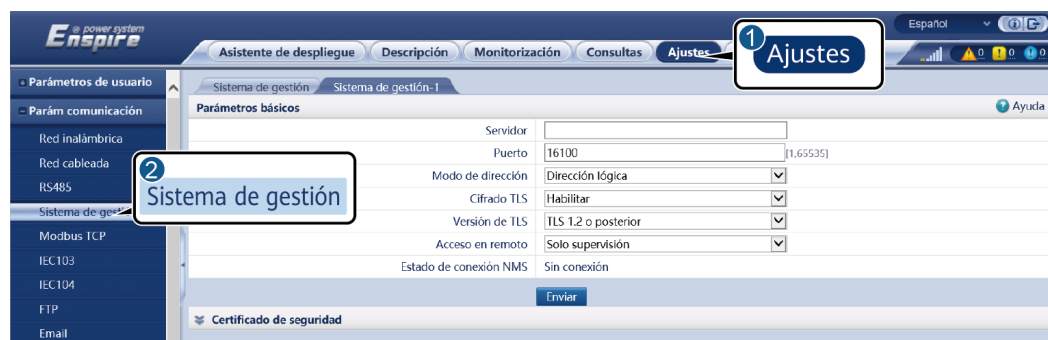 e power system
Enspire
Español
Asistente de despliegue Descripción Monitorización Consultas Ajustes
1 Ajustes
0 0 0
Parámetros de usuario
Sistema de gestión Sistema de gestión-1
Parám comunicación
Parámetros básicos Ayuda
Red inalámbrica
Red cableada
RS485
Sistema de gesti
2
Sistema de gestión
Modbus TCP
IEC103
IEC104
FTP
Email
Servidor
Puerto 16100 [1,65535]
Modo de dirección Dirección lógica
Cifrado TLS Habilitar
Versión de TLS TLS 1.2 o posterior
Acceso en remoto Solo supervisión
Estado de conexión NMS Sin conexión
Enviar
Certificado de seguridad